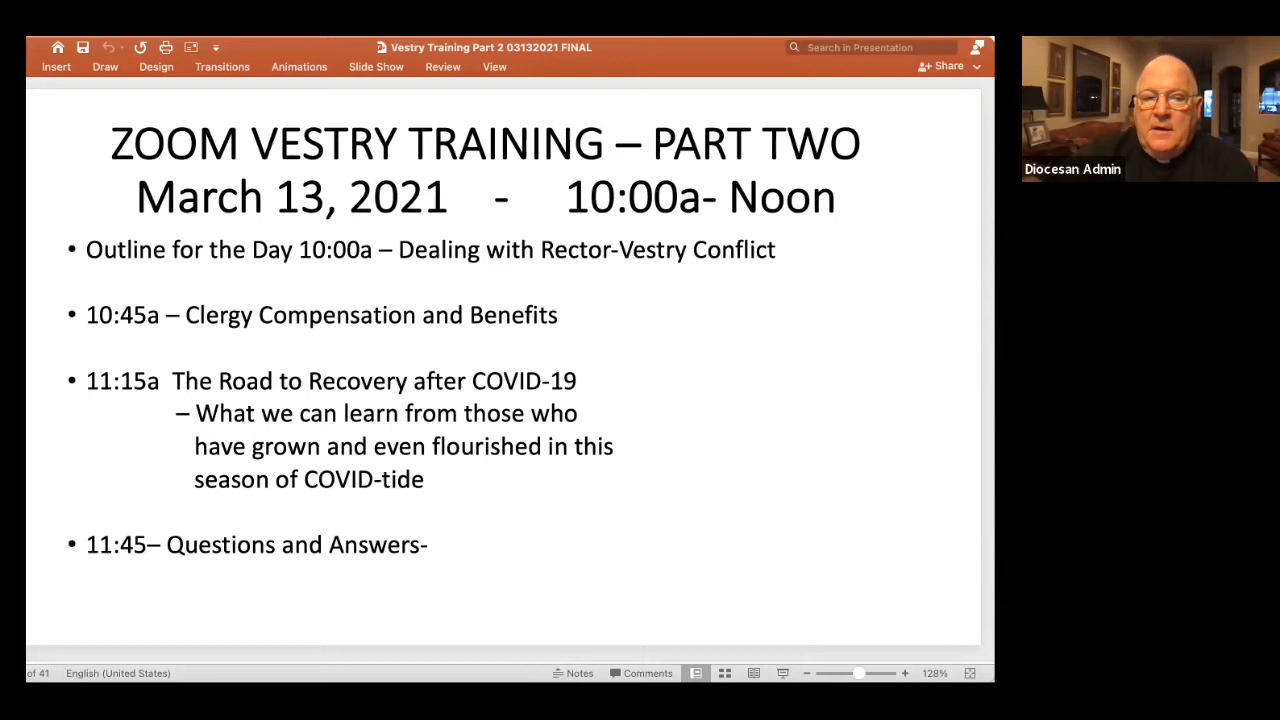 Vestry Training Part 2 03132021 FINAL
Search in Presentation
Insert Draw Design Transitions Animations Slide Show Review View
Share
ZOOM VESTRY TRAINING – PART TWO
March 13, 2021 - 10:00a- Noon
• Outline for the Day 10:00a – Dealing with Rector-Vestry Conflict
• 10:45a – Clergy Compensation and Benefits
• 11:15a The Road to Recovery after COVID-19
– What we can learn from those who
have grown and even flourished in this
season of COVID-tide
• 11:45– Questions and Answers-
of 41 English (United States) Notes Comments 128%
Diocesan Admin